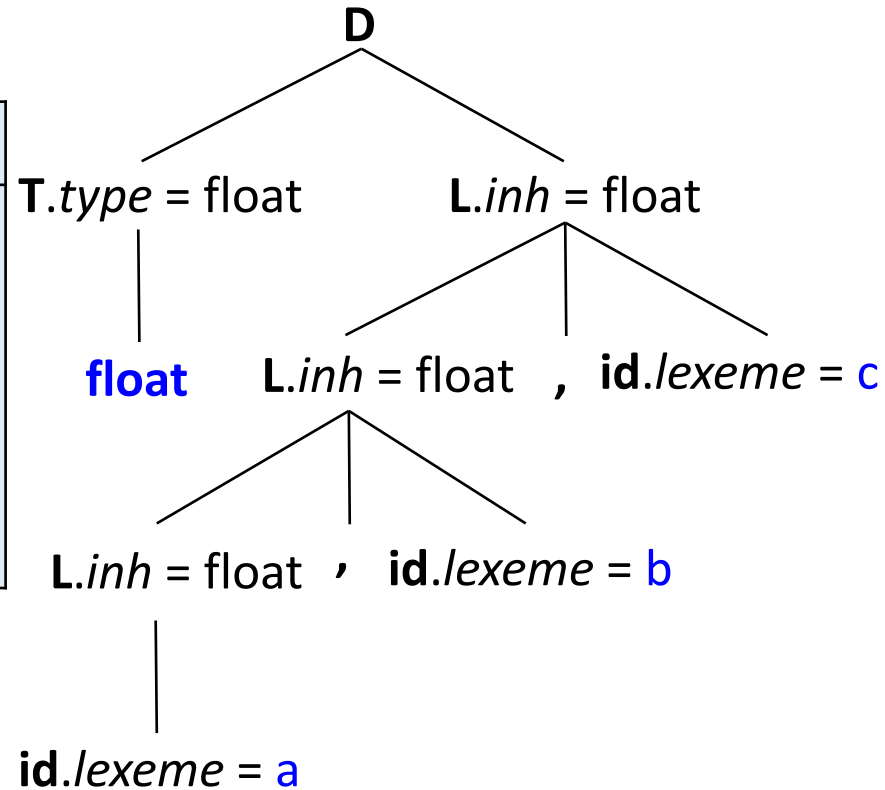 D
T.type = float L.inh = float
float L.inh = float , id.lexeme = c
L.inh = float , id.lexeme = b
id.lexeme = a